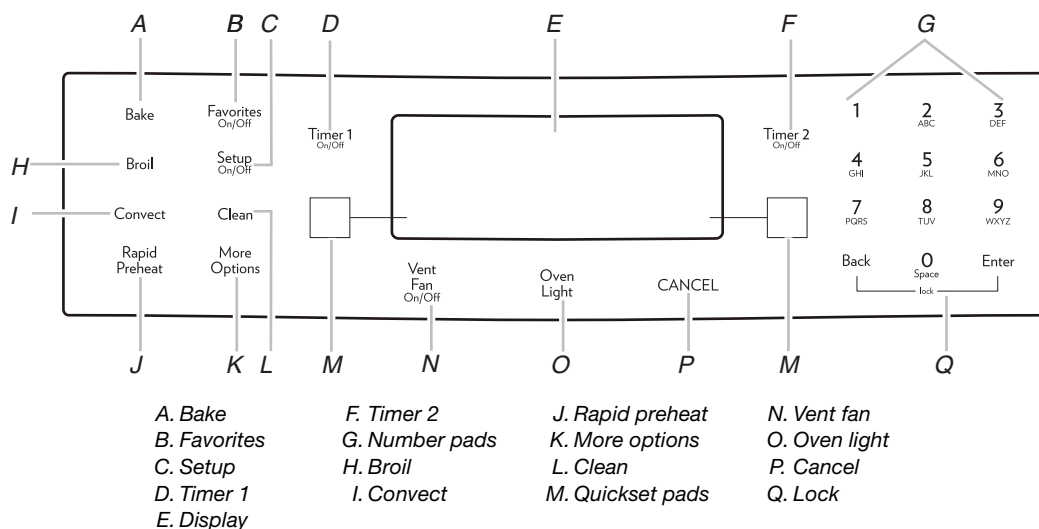 A B C D E F G
Bake Favorites Timer 1 Timer 2 1 2 3
On/Off On/Off On/Off ABC DEF
H Broil Setup 4 5 6
On/Off GHI JKL MNO
I Convect Clean 7 8 9
PQRS TUV WXYZ
Rapid More Vent Oven CANCEL Back 0 Enter
Preheat Options Fan Light Space
On/Off lock
J K L M N O P M Q
A. Bake
B. Favorites
C. Setup
D. Timer 1
E. Display
F. Timer 2
G. Number pads
H. Broil
I. Convect
J. Rapid preheat
K. More options
L. Clean
M. Quickset pads
N. Vent fan
O. Oven light
P. Cancel
Q. Lock